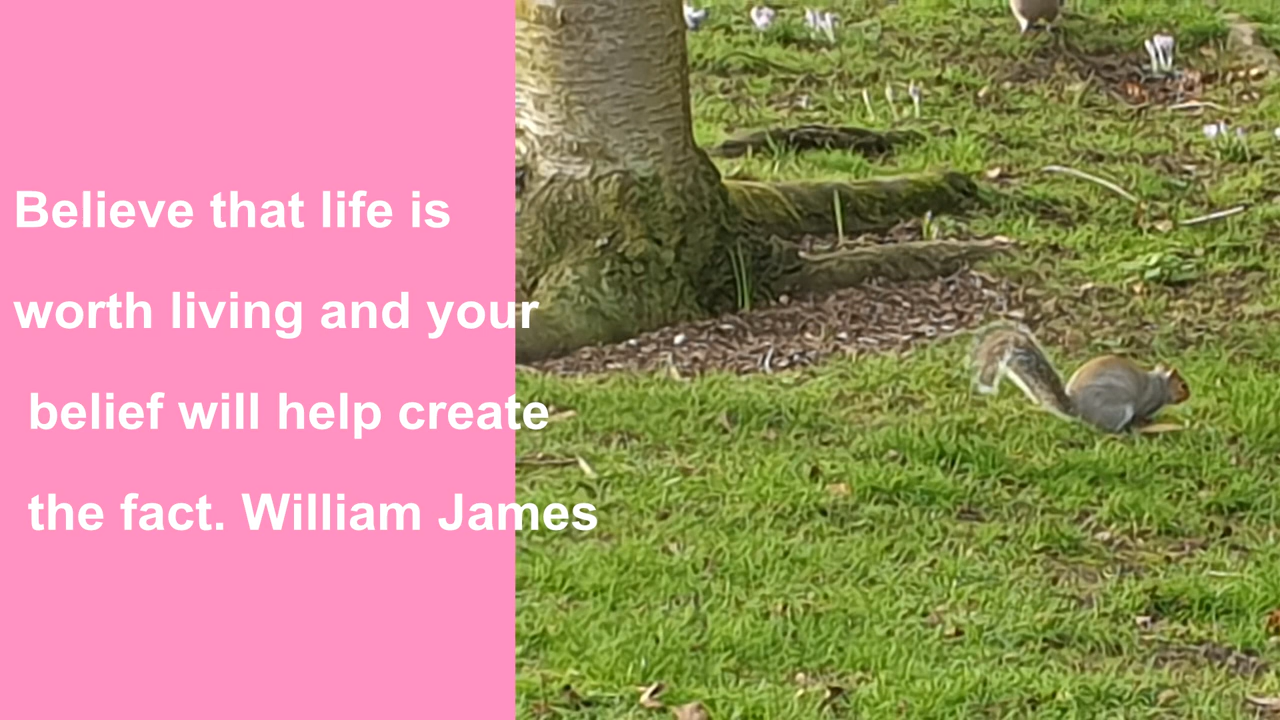 Believe that life is
worth living and your
belief will help create
the fact. William James